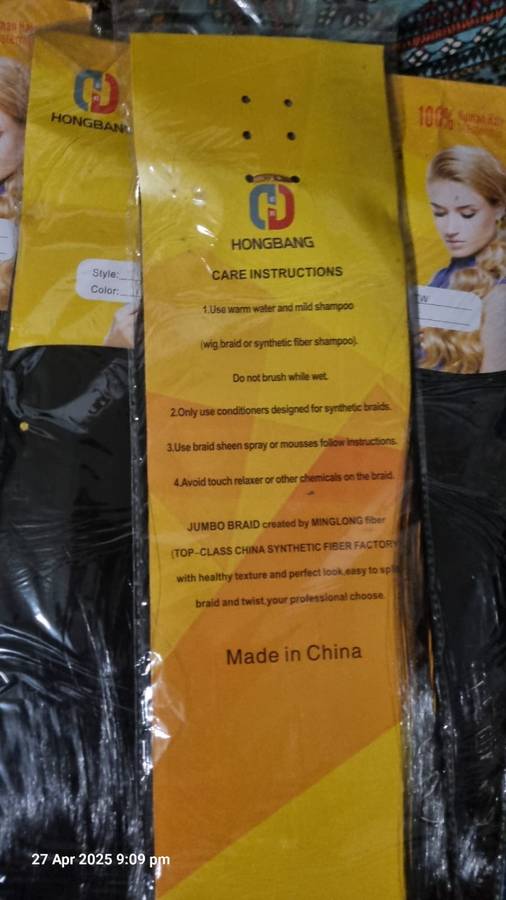 HONGBANG
Style:
Color:
HONGBANG
CARE INSTRUCTIONS
1.Use warm water and mild shampoo
(wig,braid or synthetic fiber shampoo).
Do not brush while wet.
2.Only use conditioners designed for synthetic braids.
3.Use braid sheen spray or mousses follow instructions.
4.Avoid touch relaxer or other chemicals on the braid.
JUMBO BRAID created by MINGLONG fiber
(TOP-CLASS CHINA SYNTHETIC FIBER FACTORY
with healthy texture and perfect look,easy to
braid and twist,your professional choose.
Made in China
100%
27 Apr 2025 9:09 pm